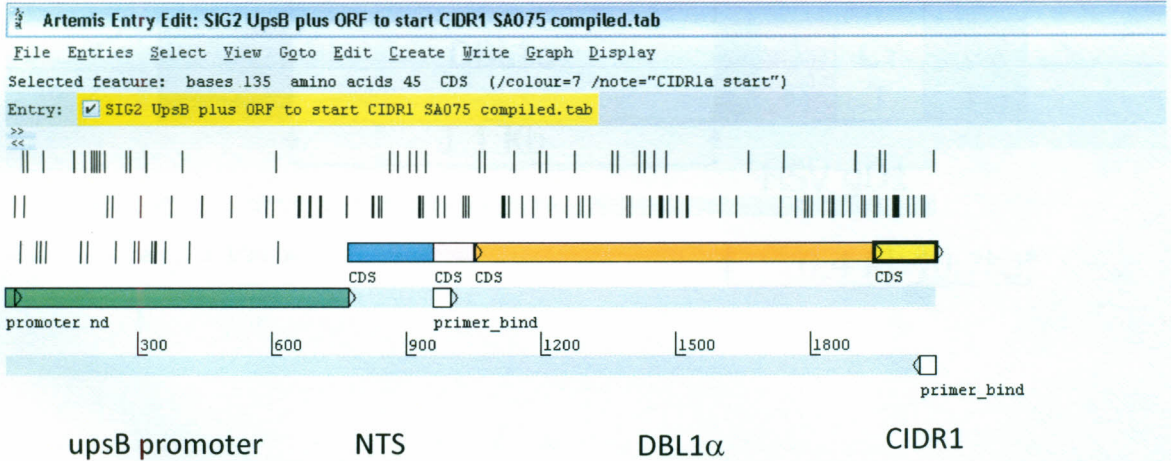 Artemis Entry Edit: SIG2 UpsB plus ORF to start CIDR1 SA075 compiled.tab
File Entries Select View Goto Edit Create Write Graph Display
Selected feature: bases 135 amino acids 45 CDS (/colour=7 /note="CIDR1a start")
Entry: SIG2 UpsB plus ORF to start CIDR1 SA075 compiled.tab
>>
<<
CDS CDS CDS CDS
promoter nd primer_bind
300 600 900 1200 1500 1800
primer_bind
upsB promoter NTS DBL1α CIDR1